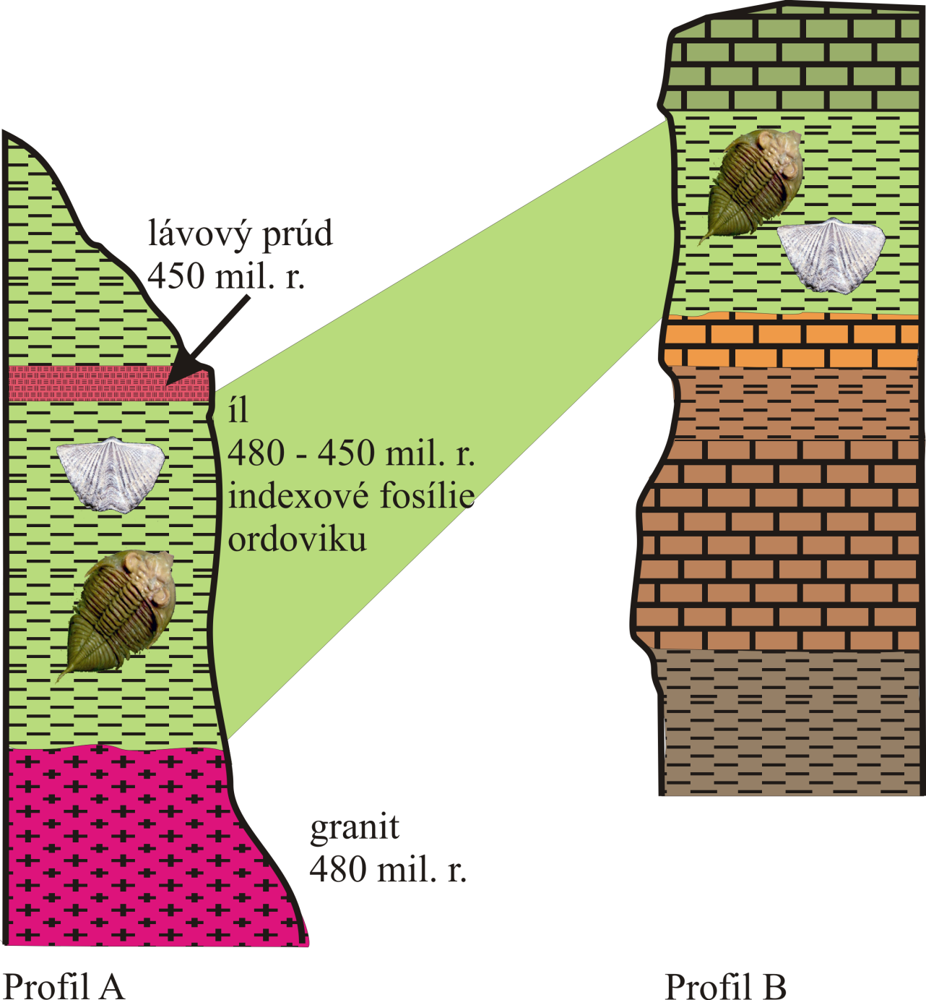 lávový prúd
450 mil. r.
íl
480 - 450 mil. r.
indexové fosílie
ordoviku
granit
480 mil. r.
Profil A
Profil B